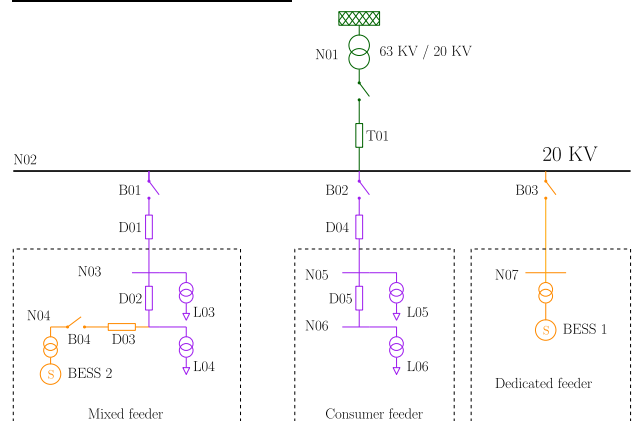 N01
63 KV / 20 KV
T01
20 KV
N02
B01
B02
B03
D01
D04
N03
N05
N07
D02
D05
L03
L05
N04
N06
B04
D03
S
BESS 1
S
BESS 2
L04
L06
Dedicated feeder
Mixed feeder
Consumer feeder